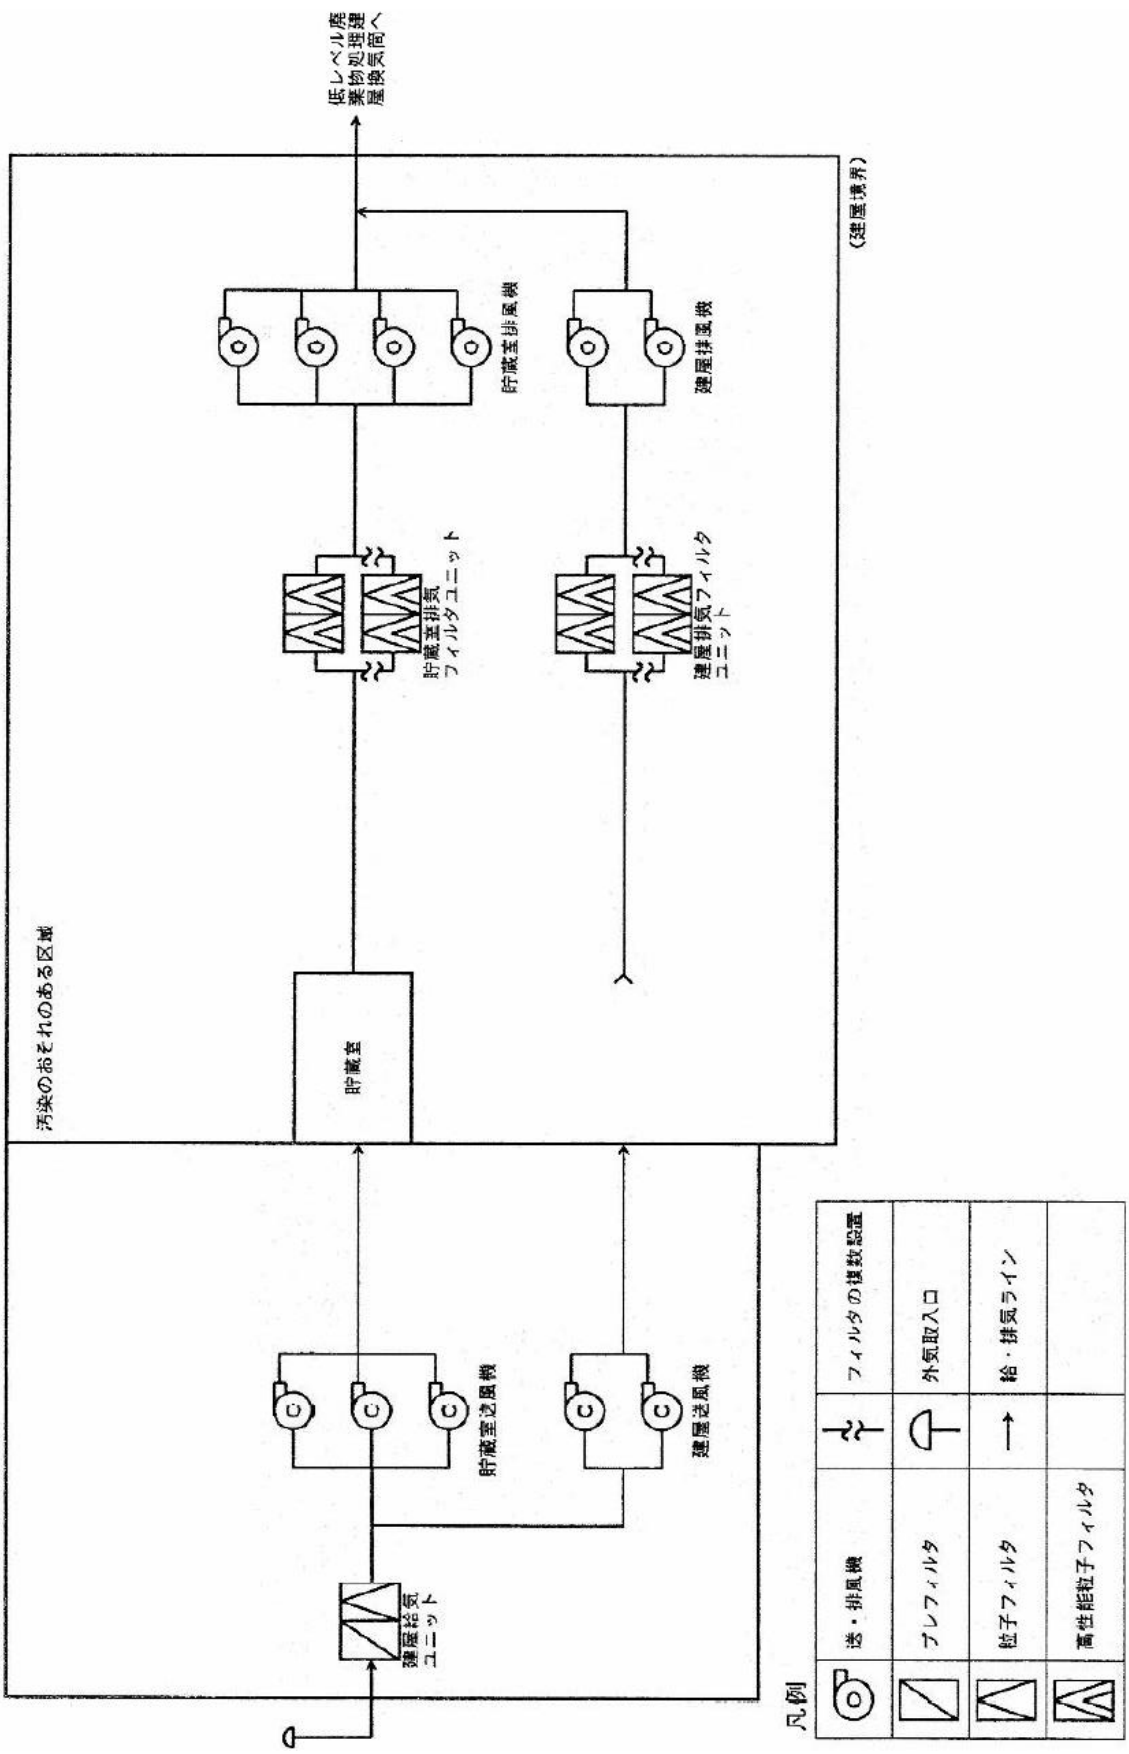 汚染のおそれのある区域
低レベル廃
棄物処理建
屋換気筒へ
貯蔵室排風機
貯蔵室排気
フィルタユニット
貯蔵室
C
C
C
貯蔵室送風機
建屋給気
ユニット
建屋排風機
建屋排気フィルタ
ユニット
C
C
建屋送風機
(建屋境界)
凡例
送・排風機
フィルタの複数設置
プレフィルタ
外気取入口
粒子フィルタ
給・排気ライン
高性能粒子フィルタ